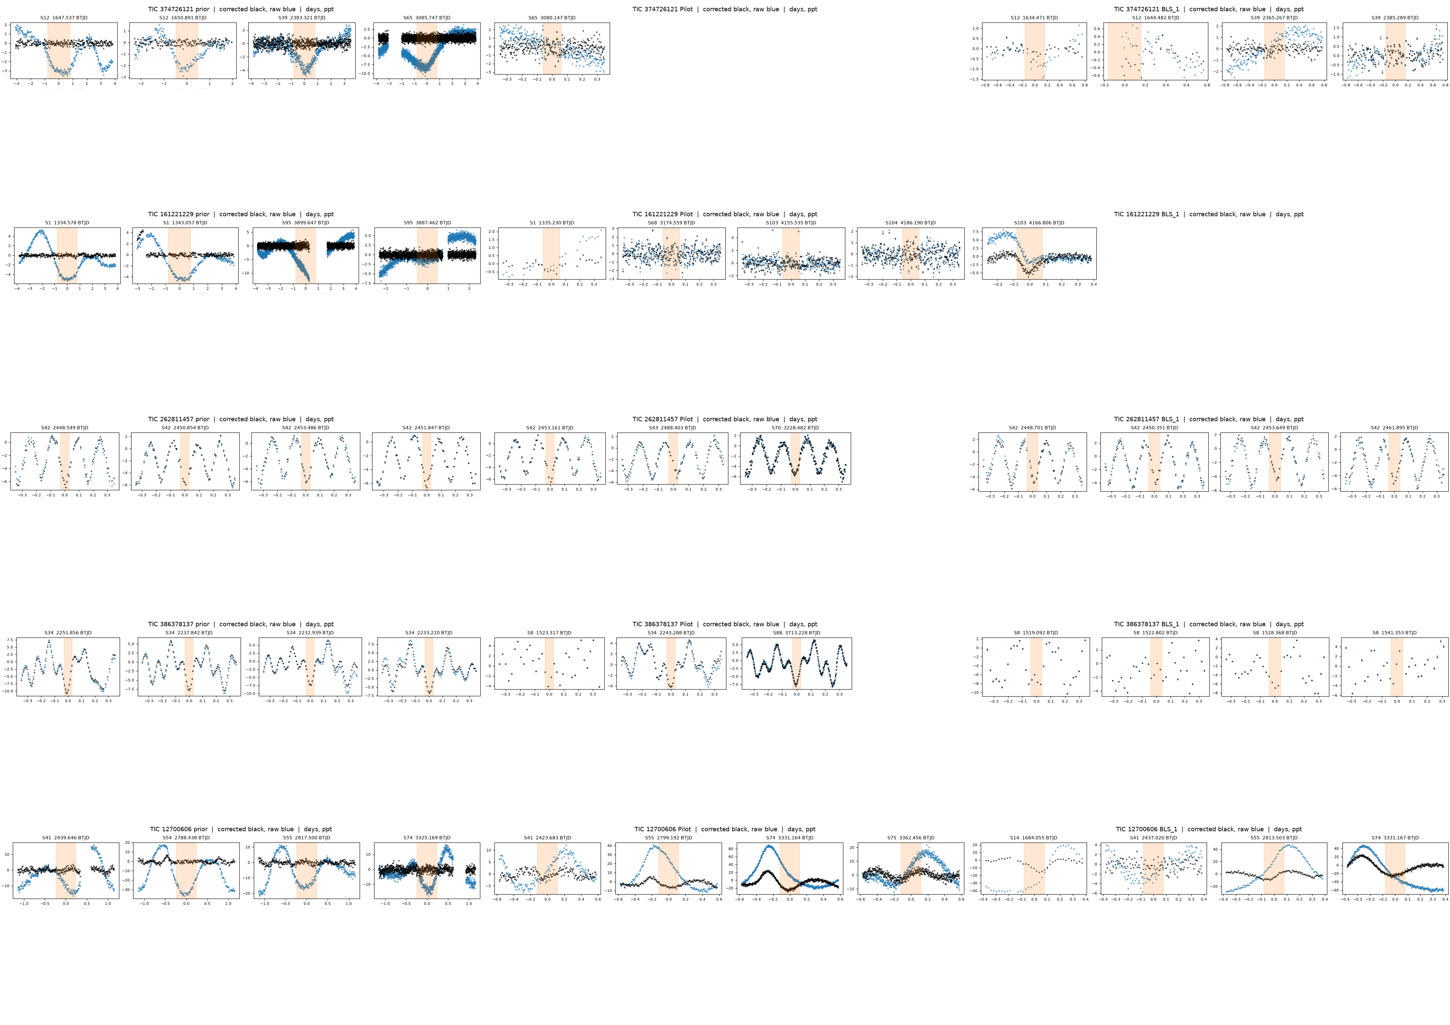 TIC 374726121 prior | corrected black, raw blue | days, ppt
TIC 374726121 Pilot | corrected black, raw blue | days, ppt
TIC 374726121 BLS_1 | corrected black, raw blue | days, ppt
S12 1647.537 BTJD
S12 1650.891 BTJD
S39 2383.321 BTJD
S65 3085.747 BTJD
S65 3080.147 BTJD
S12 1634.471 BTJD
S12 1644.482 BTJD
S39 2365.267 BTJD
S39 2385.289 BTJD
TIC 161221229 prior | corrected black, raw blue | days, ppt
TIC 161221229 Pilot | corrected black, raw blue | days, ppt
TIC 161221229 BLS_1 | corrected black, raw blue | days, ppt
S1 1334.578 BTJD
S1 1343.057 BTJD
S95 3899.647 BTJD
S95 3887.462 BTJD
S1 1335.230 BTJD
S68 3174.559 BTJD
S103 4155.535 BTJD
S104 4186.190 BTJD
S103 4166.806 BTJD
TIC 262811457 prior | corrected black, raw blue | days, ppt
TIC 262811457 Pilot | corrected black, raw blue | days, ppt
TIC 262811457 BLS_1 | corrected black, raw blue | days, ppt
S42 2448.549 BTJD
S42 2450.854 BTJD
S42 2453.486 BTJD
S42 2451.847 BTJD
S42 2453.161 BTJD
S43 2488.403 BTJD
S70 3228.482 BTJD
S42 2448.701 BTJD
S42 2450.351 BTJD
S42 2453.649 BTJD
S42 2461.895 BTJD
TIC 386378137 prior | corrected black, raw blue | days, ppt
TIC 386378137 Pilot | corrected black, raw blue | days, ppt
TIC 386378137 BLS_1 | corrected black, raw blue | days, ppt
S34 2251.856 BTJD
S34 2237.842 BTJD
S34 2232.939 BTJD
S34 2233.210 BTJD
S8 1523.317 BTJD
S34 2243.288 BTJD
S88 3713.228 BTJD
S8 1519.092 BTJD
S8 1522.802 BTJD
S8 1528.368 BTJD
S8 1541.353 BTJD
TIC 12700606 prior | corrected black, raw blue | days, ppt
TIC 12700606 Pilot | corrected black, raw blue | days, ppt
TIC 12700606 BLS_1 | corrected black, raw blue | days, ppt
S41 2439.646 BTJD
S54 2788.438 BTJD
S55 2817.500 BTJD
S74 3325.169 BTJD
S41 2423.683 BTJD
S55 2799.192 BTJD
S74 3331.164 BTJD
S75 3362.456 BTJD
S14 1684.055 BTJD
S41 2437.020 BTJD
S55 2813.503 BTJD
S74 3331.167 BTJD